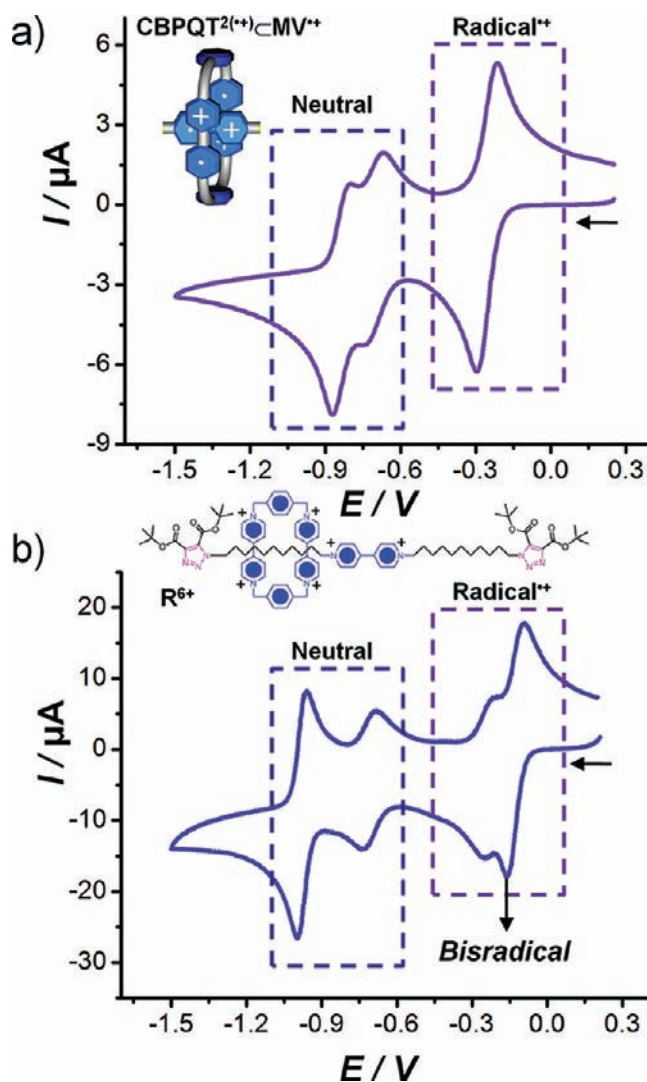 a)
CBPQT2(•+)⊂MV•+
Radical•+
Neutral
I / µA
6
3
0
-3
-6
-9
-1.5 -1.2 -0.9 -0.6 -0.3 0.0 0.3
E / V
b)
R6+
O O O O
N N N
+ + + + + +
N N N N N N
O O O O
N N N
Radical•+
Neutral
I / µA
20
10
0
-10
-20
-30
Bisradical
-1.5 -1.2 -0.9 -0.6 -0.3 0.0 0.3
E / V